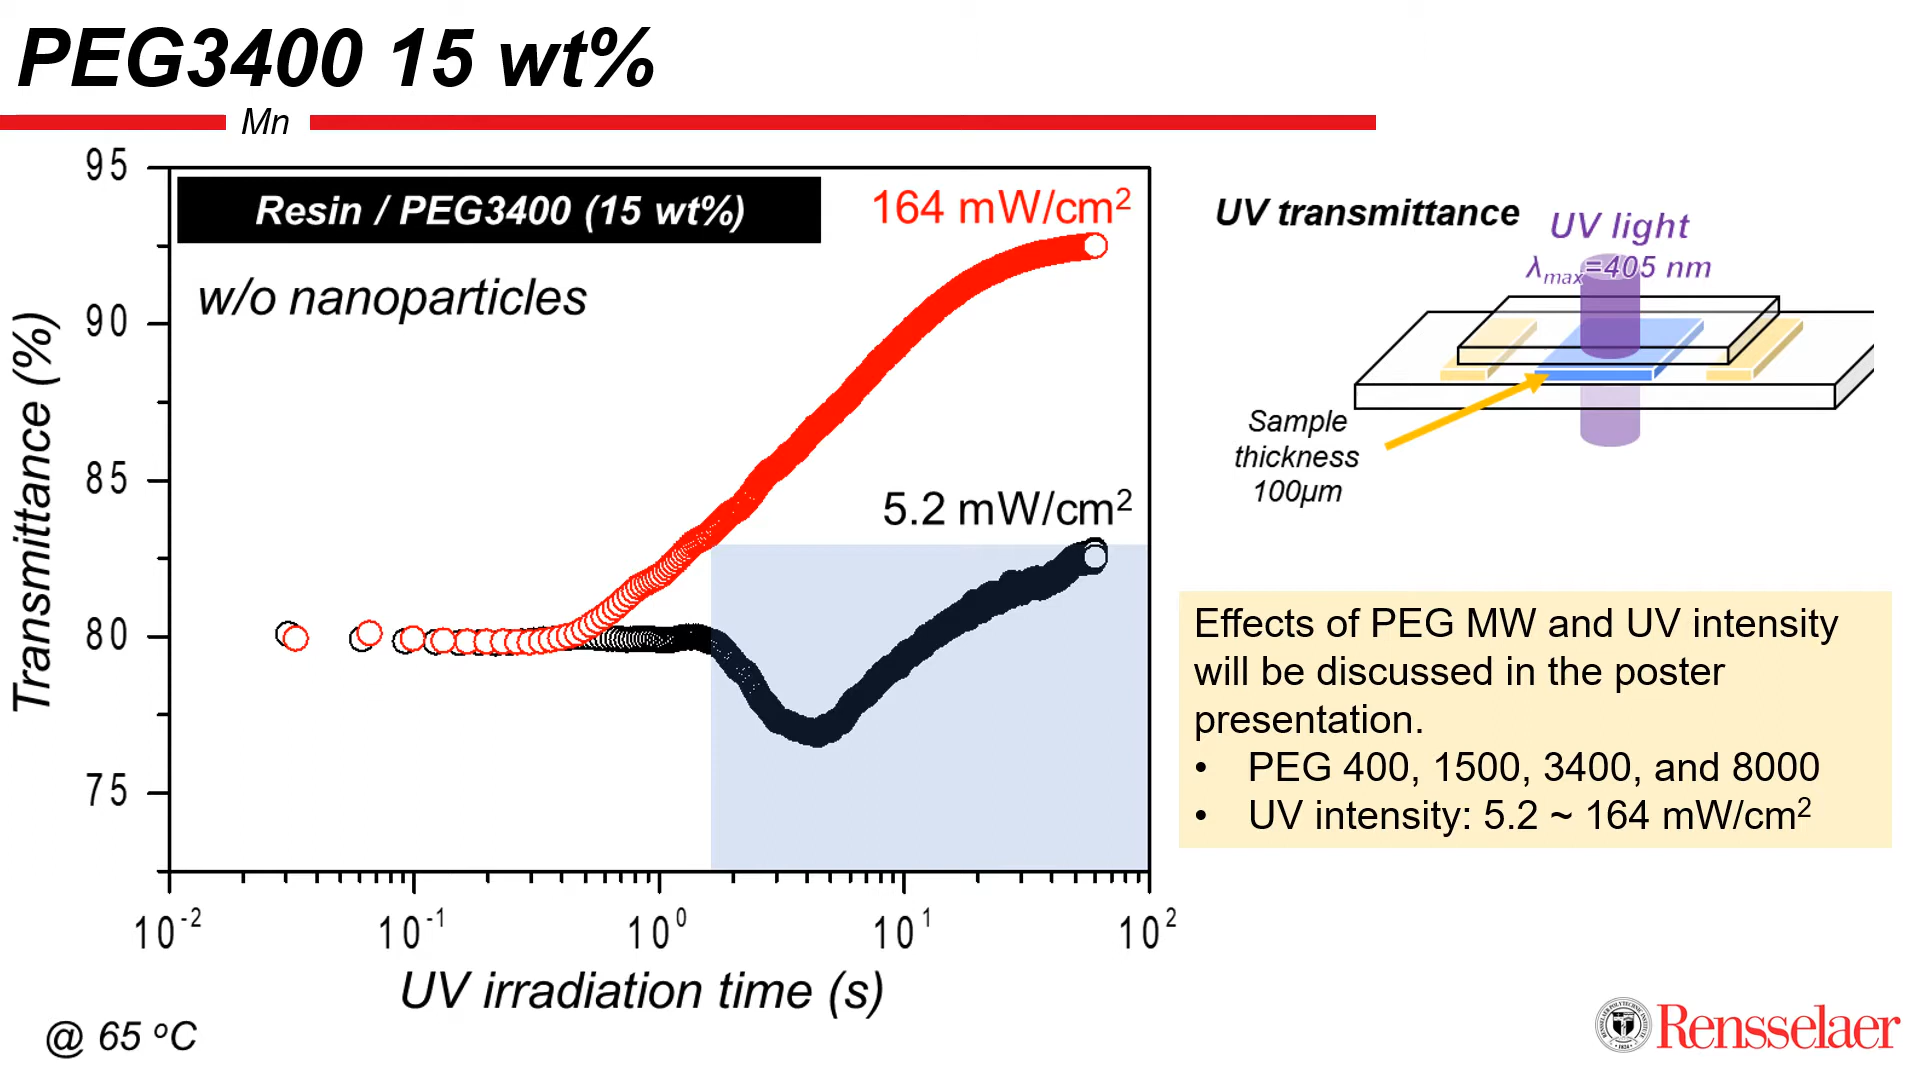 PEG3400 15 wt%
Mn
95
90
85
80
75
Transmittance (%)
Resin / PEG3400 (15 wt%)
w/o nanoparticles
164 mW/cm²
5.2 mW/cm²
10⁻² 10⁻¹ 10⁰ 10¹ 10²
UV irradiation time (s)
@ 65 °C
UV transmittance
UV light
λmax=405 nm
Sample
thickness
100μm
Effects of PEG MW and UV intensity
will be discussed in the poster
presentation.
• PEG 400, 1500, 3400, and 8000
• UV intensity: 5.2 ~ 164 mW/cm²
Rensselaer